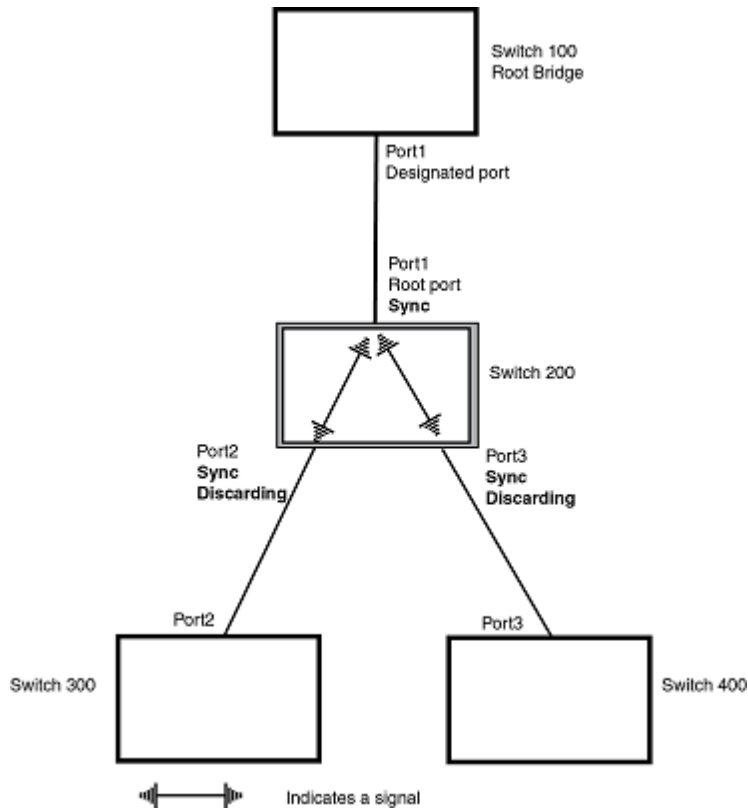 Switch 100
Root Bridge
Port1
Designated port
Port1
Root port
Sync
Switch 200
Port2
Sync
Discarding
Port3
Sync
Discarding
Port2
Port3
Switch 300
Switch 400
Indicates a signal